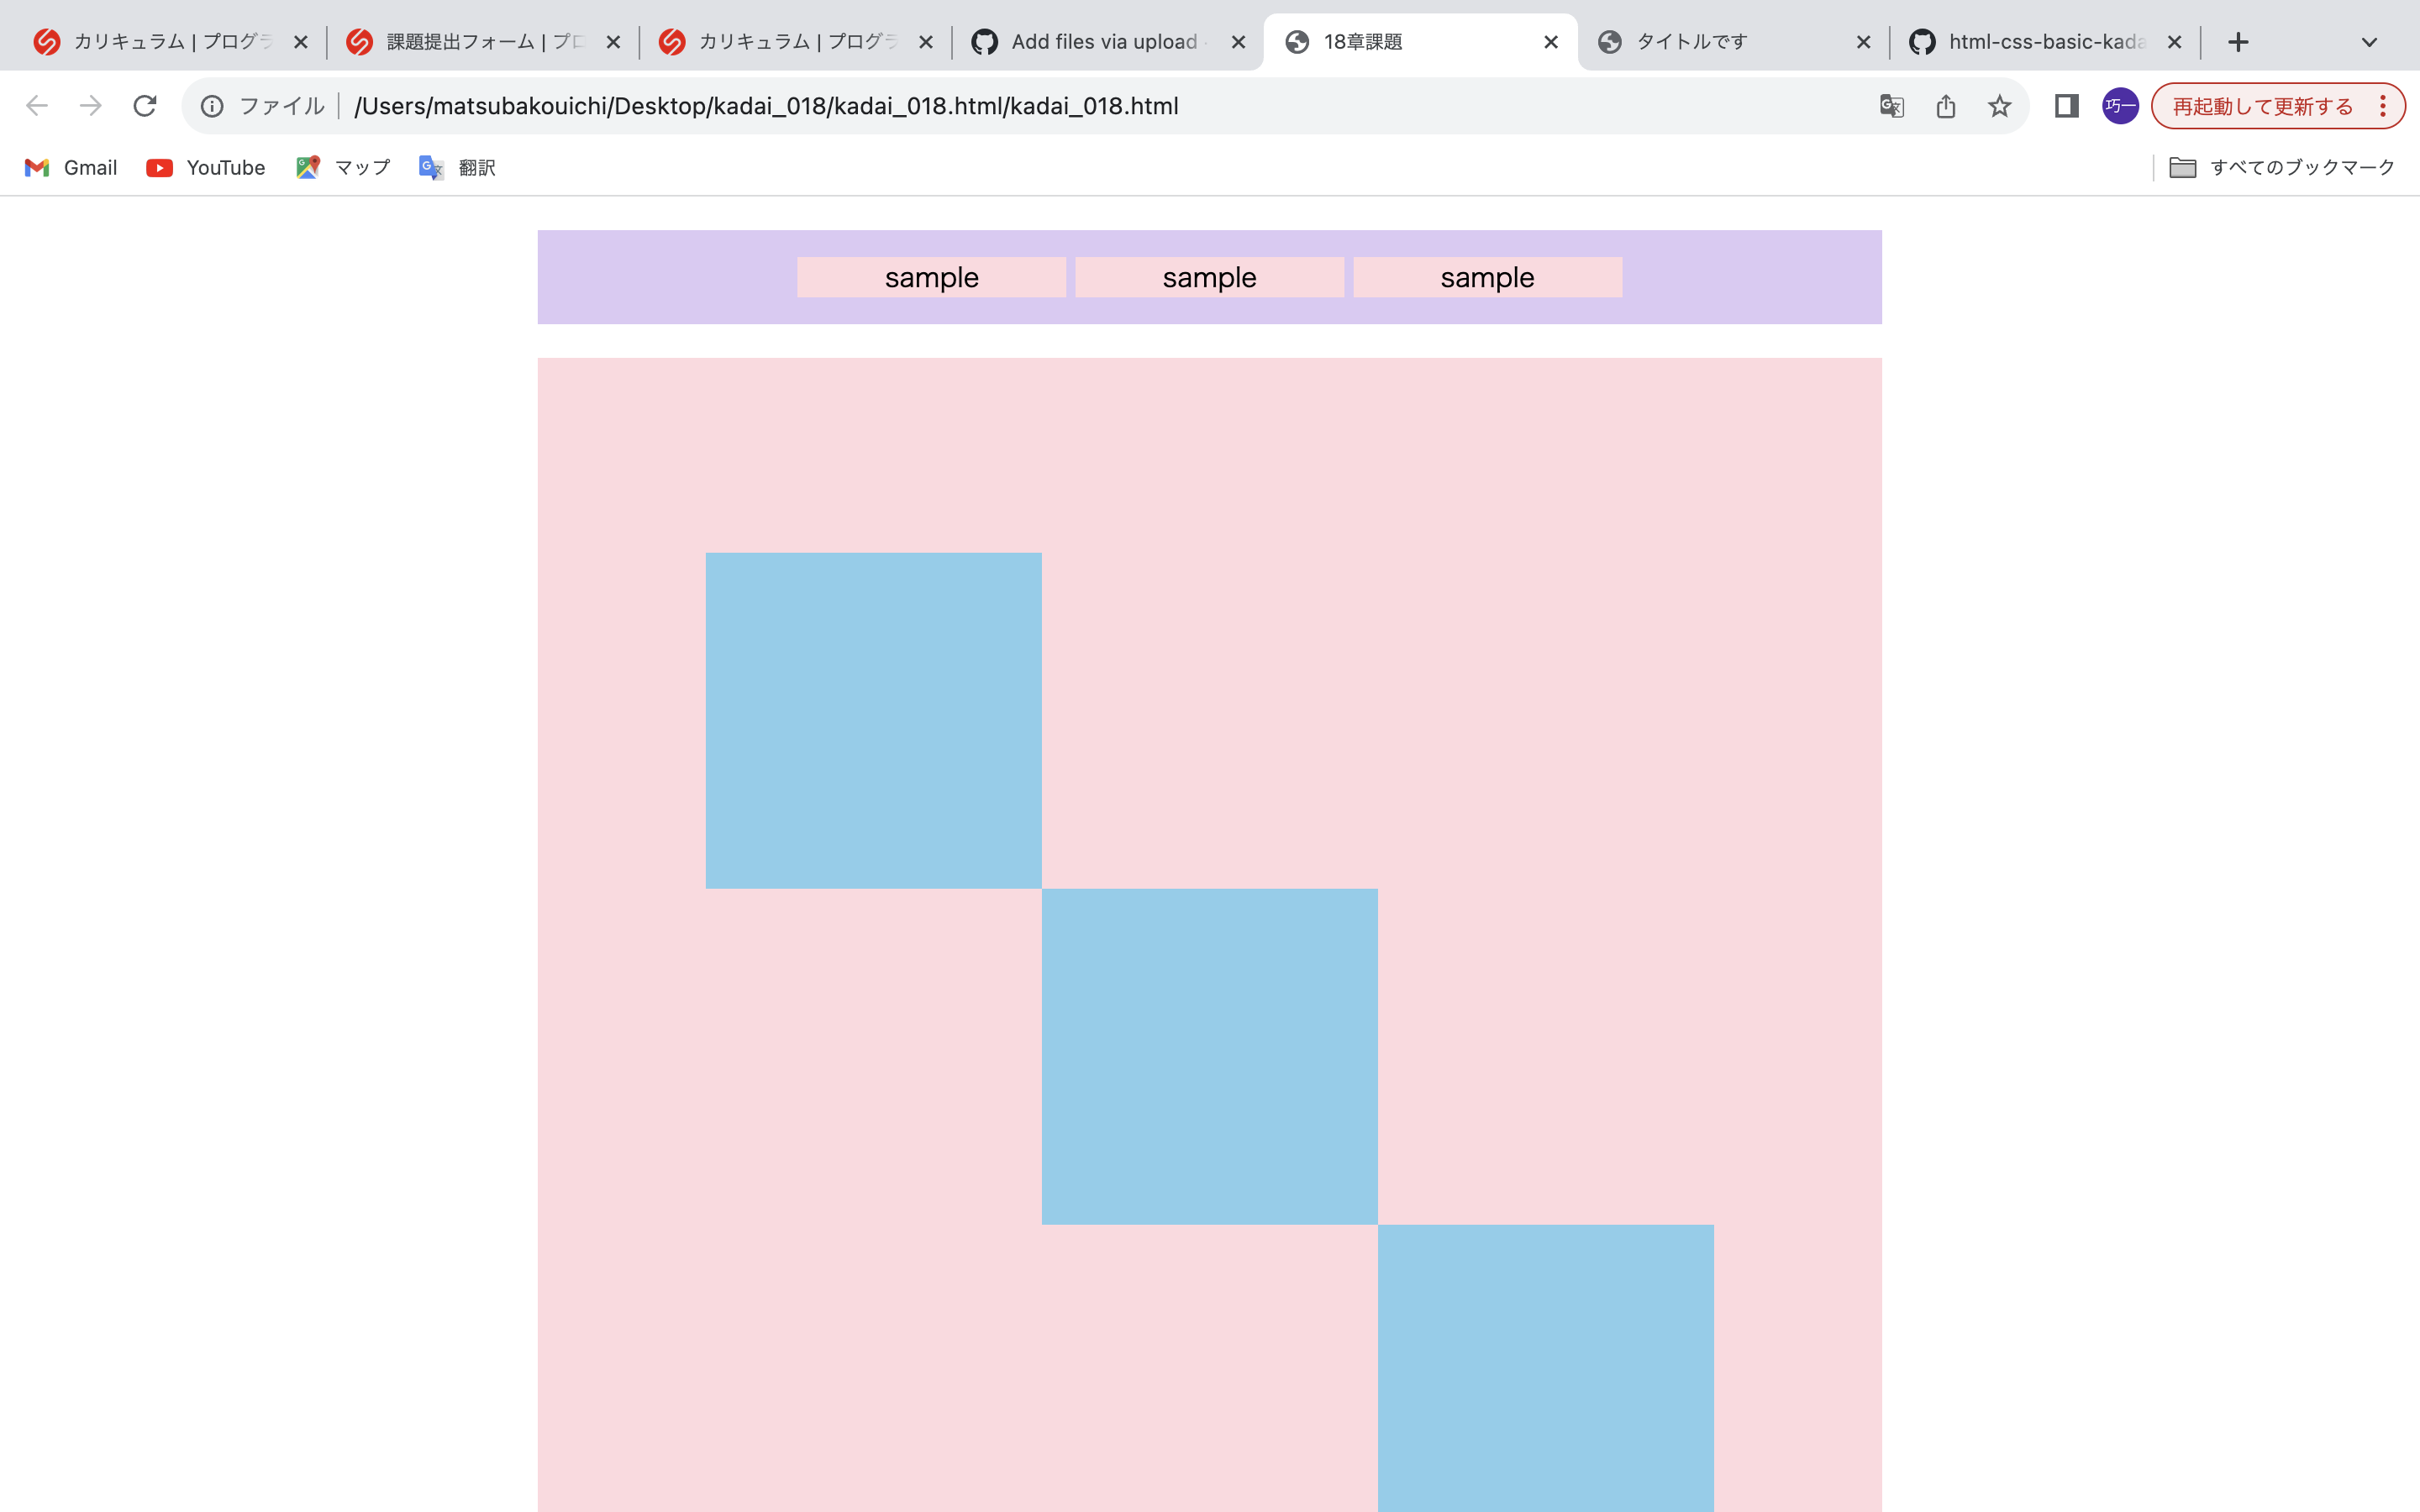 カリキュラム | プログラ
課題提出フォーム | プロ
カリキュラム | プログラ
Add files via upload
18章課題
タイトルです
html-css-basic-kada
ファイル
/Users/matsubakouichi/Desktop/kadai_018/kadai_018.html/kadai_018.html
巧一
再起動して更新する
Gmail
YouTube
マップ
翻訳
すべてのブックマーク
sample
sample
sample